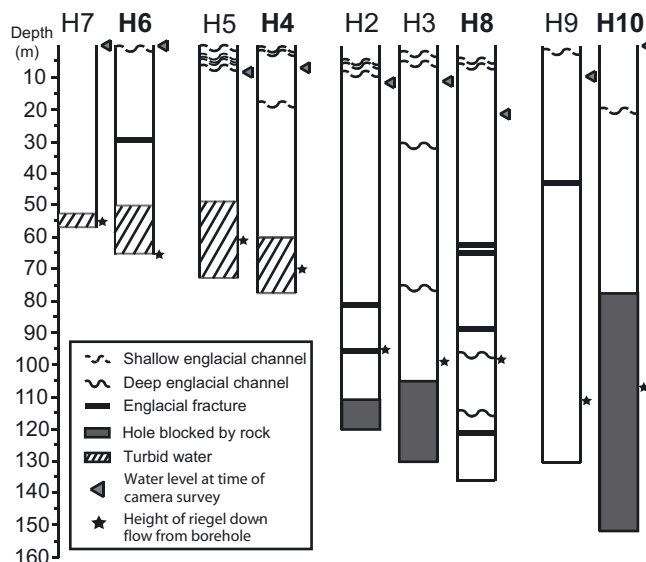 H7 H6 H5 H4 H2 H3 H8 H9 H10
Depth
(m)
10
20
30
40
50
60
70
80
90
100
110
120
130
140
150
160
Shallow englacial channel
Deep englacial channel
Englacial fracture
Hole blocked by rock
Turbid water
Water level at time of
camera survey
Height of riegel down
flow from borehole